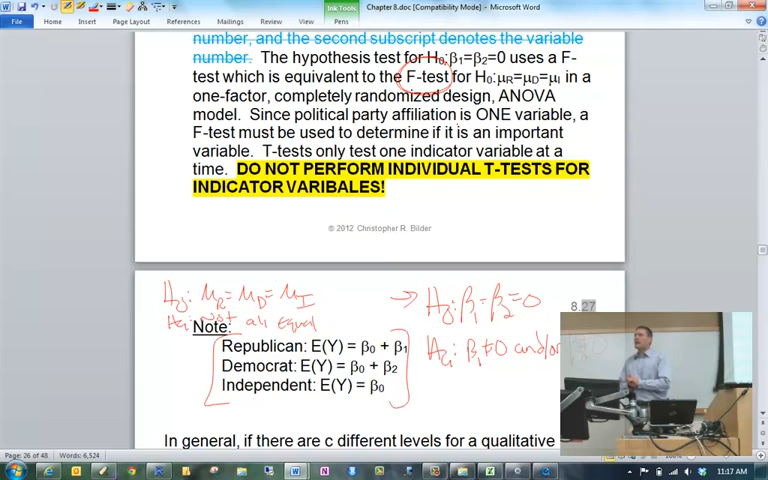 Chapter 8.doc [Compatibility Mode] - Microsoft Word
Ink Tools
File Home Insert Page Layout References Mailings Review View Pens
number, and the second subscript denotes the variable
number. The hypothesis test for H₀:β₁=β₂=0 uses a F-
test which is equivalent to the F-test for H₀:μR=μD=μI in a
one-factor, completely randomized design, ANOVA
model. Since political party affiliation is ONE variable, a
F-test must be used to determine if it is an important
variable. T-tests only test one indicator variable at a
time. DO NOT PERFORM INDIVIDUAL T-TESTS FOR
INDICATOR VARIBALES!
© 2012 Christopher R. Bilder
8.27
H₀: μR = μD = μI
Ha: Not all equal
→ H₀: β₁ = β₂ = 0
Ha: β₁ ≠ 0 and/or
Note:
Republican: E(Y) = β₀ + β₁
Democrat: E(Y) = β₀ + β₂
Independent: E(Y) = β₀
In general, if there are c different levels for a qualitative
Page: 26 of 48 Words: 6,524
11:17 AM